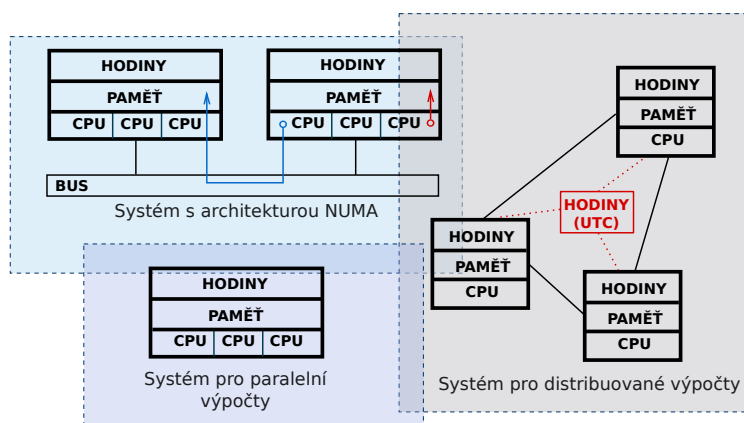 HODINY
PAMĚŤ
CPU CPU CPU
HODINY
PAMĚŤ
CPU CPU CPU
BUS
Systém s architekturou NUMA
HODINY
PAMĚŤ
CPU CPU CPU
Systém pro paralelní
výpočty
HODINY
PAMĚŤ
CPU
HODINY
(UTC)
HODINY
PAMĚŤ
CPU
HODINY
PAMĚŤ
CPU
Systém pro distribuované výpočty